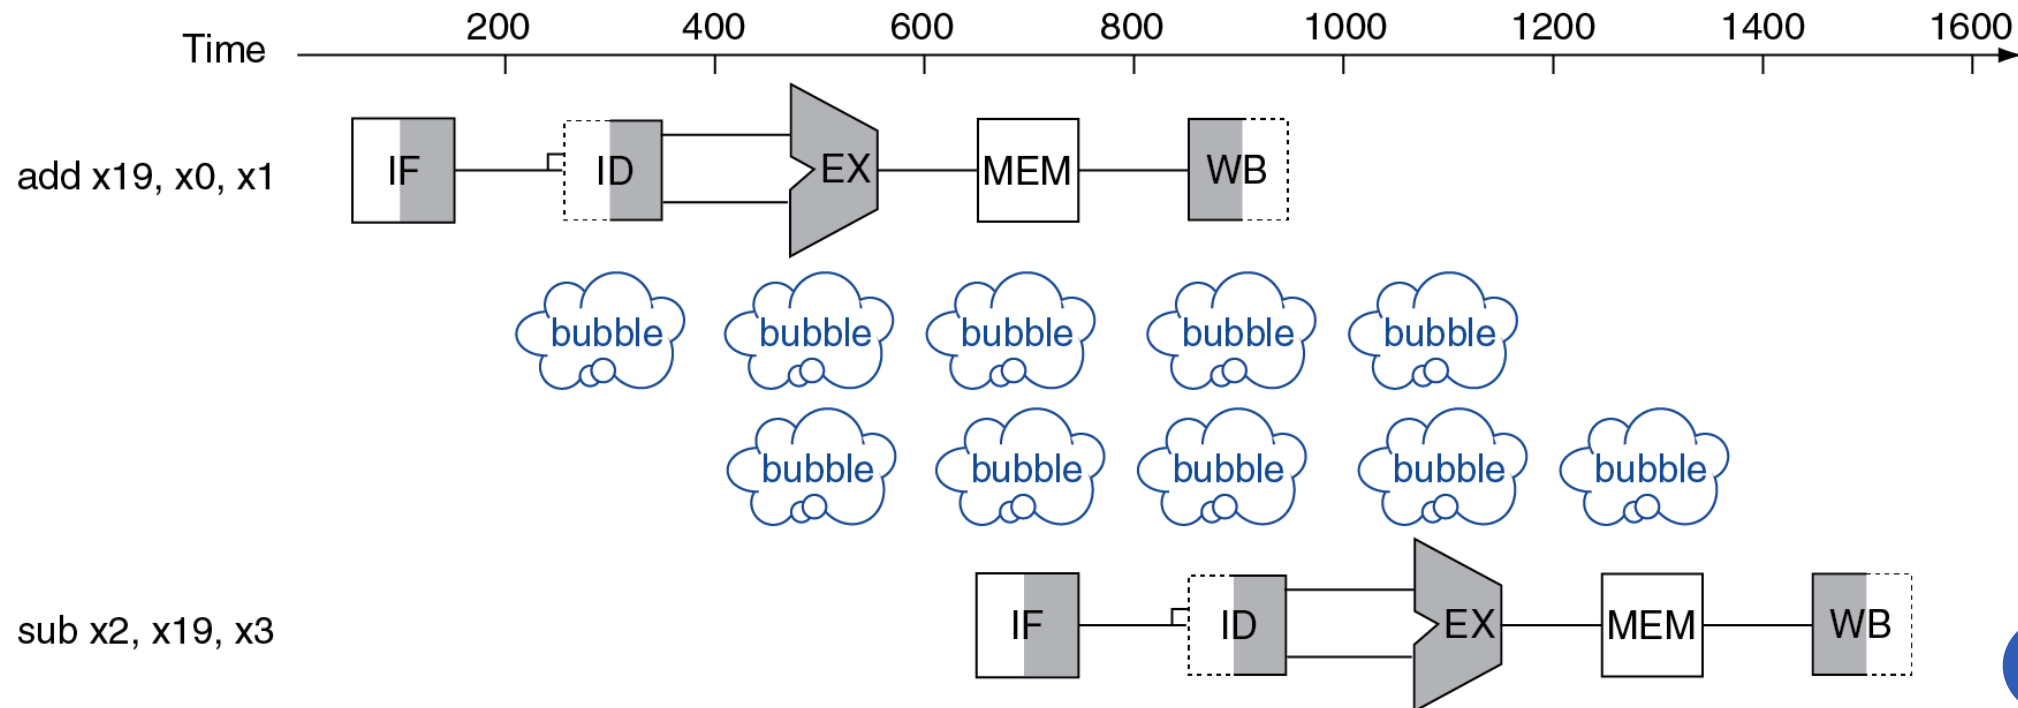 200 400 600 800 1000 1200 1400 1600
Time
add x19, x0, x1 IF ID EX MEM WB
bubble bubble bubble bubble bubble
bubble bubble bubble bubble bubble
sub x2, x19, x3 IF ID EX MEM WB